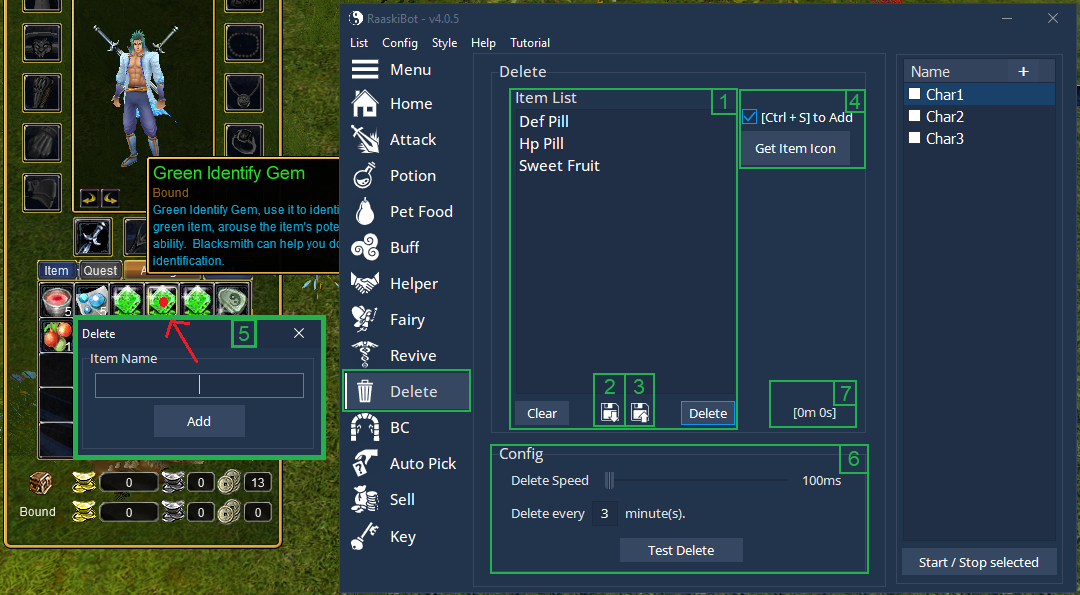 RaaskiBot - v4.0.5
List Config Style Help Tutorial
Menu
Home
Attack
Potion
Pet Food
Buff
Helper
Fairy
Revive
Delete
BC
Auto Pick
Sell
Key
Delete
Item List
1
Def Pill
Hp Pill
Sweet Fruit
2
3
Clear
Delete
4
[Ctrl + S] to Add
Get Item Icon
7
[0m 0s]
Config
6
Delete Speed 100ms
Delete every 3 minute(s).
Test Delete
Name +
Char1
Char2
Char3
Start / Stop selected
Green Identify Gem
Bound
Green Identify Gem, use it to identi
green item, arouse the item's pote
ability. Blacksmith can help you do
identification.
Item Quest
5
5
1
Delete
5
Item Name
Add
0 0 13
Bound 0 0 0